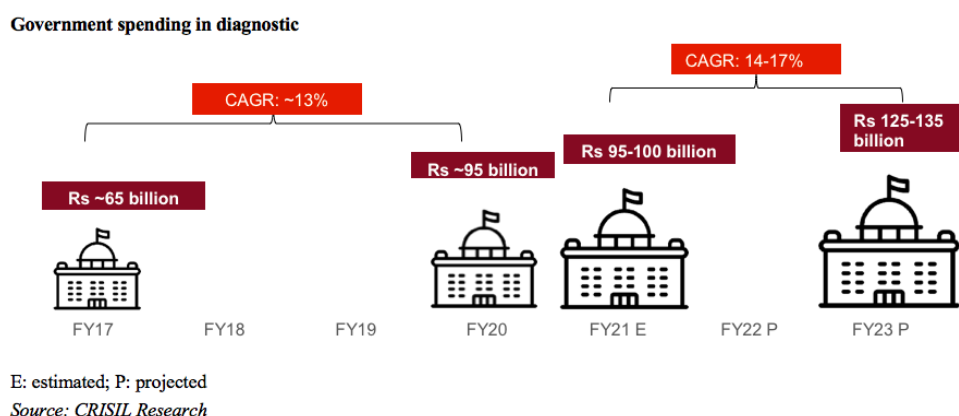 Government spending in diagnostic
CAGR: 14-17%
CAGR: ~13%
Rs 125-135
billion
Rs 95-100 billion
Rs ~95 billion
Rs ~65 billion
FY17 FY18 FY19 FY20 FY21 E FY22 P FY23 P
E: estimated; P: projected
Source: CRISIL Research